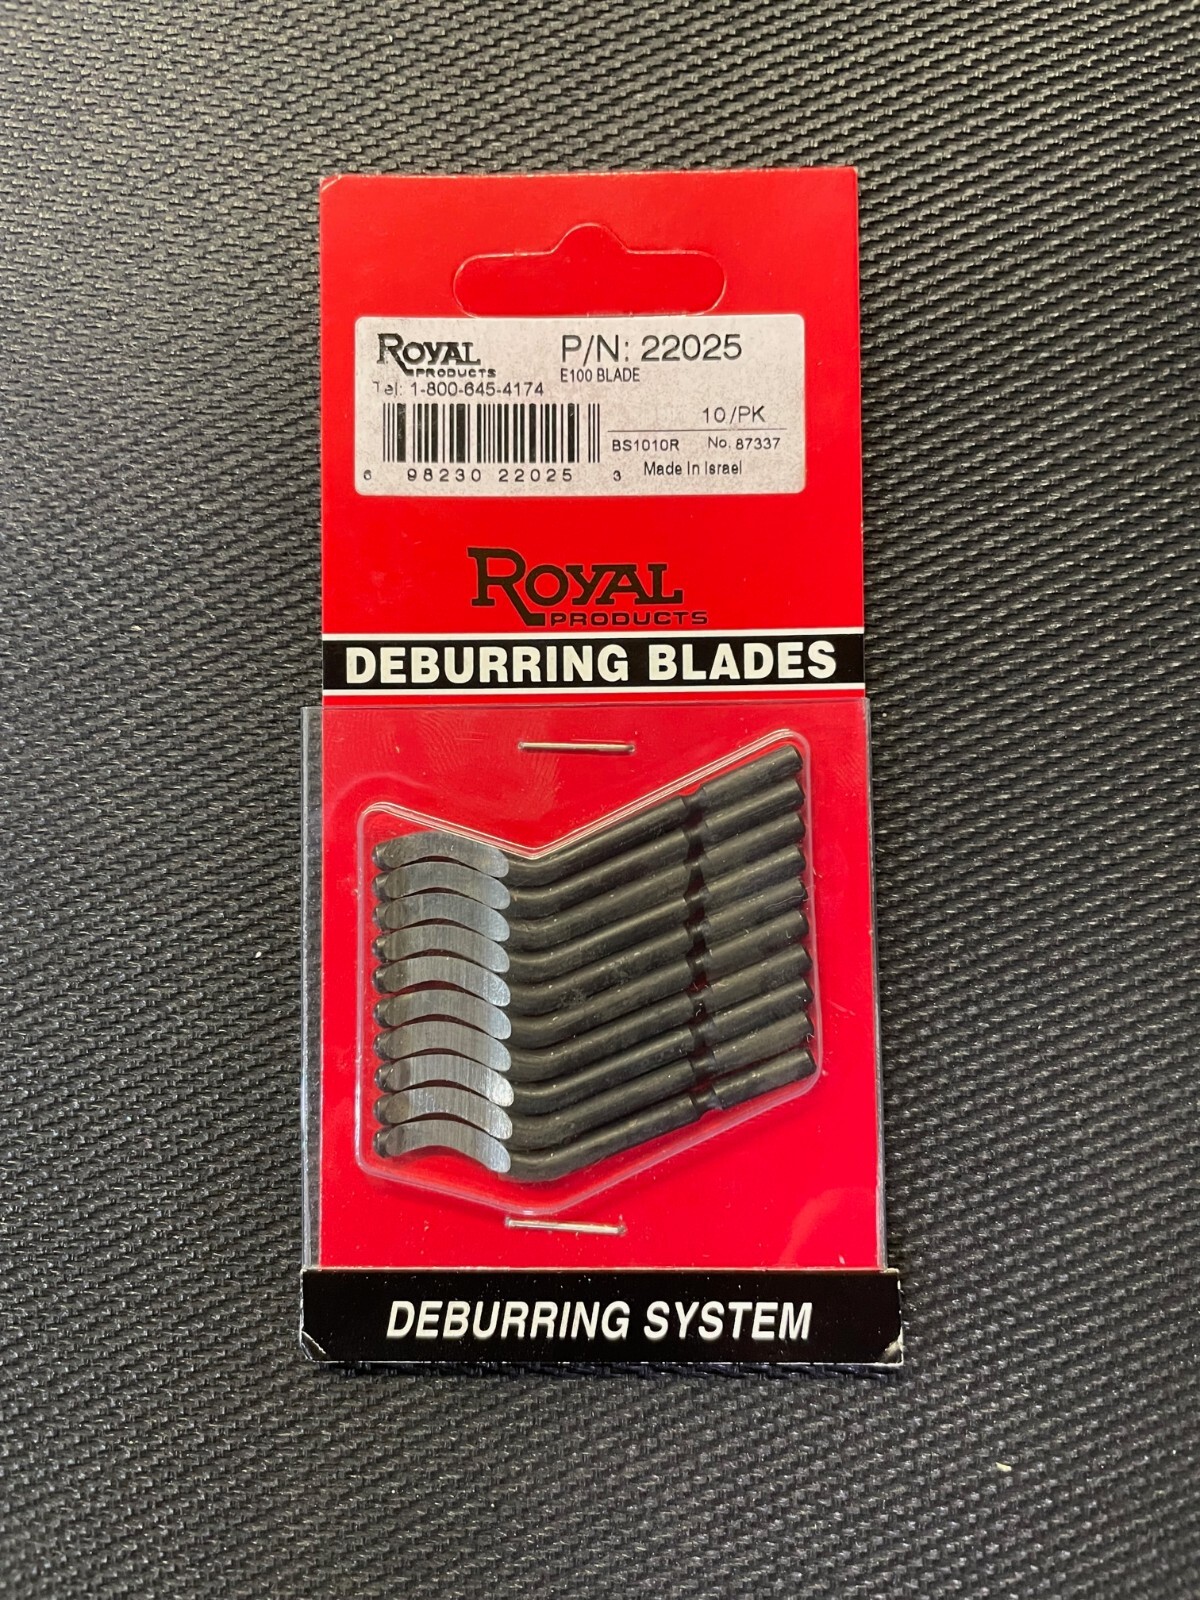 ROYAL
PRODUCTS
Tel: 1-800-645-4174
P/N: 22025
E100 BLADE
10/PK
BS1010R No. 87337
Made In Israel
6 98230 22025 3
ROYAL
PRODUCTS
DEBURRING BLADES
DEBURRING SYSTEM